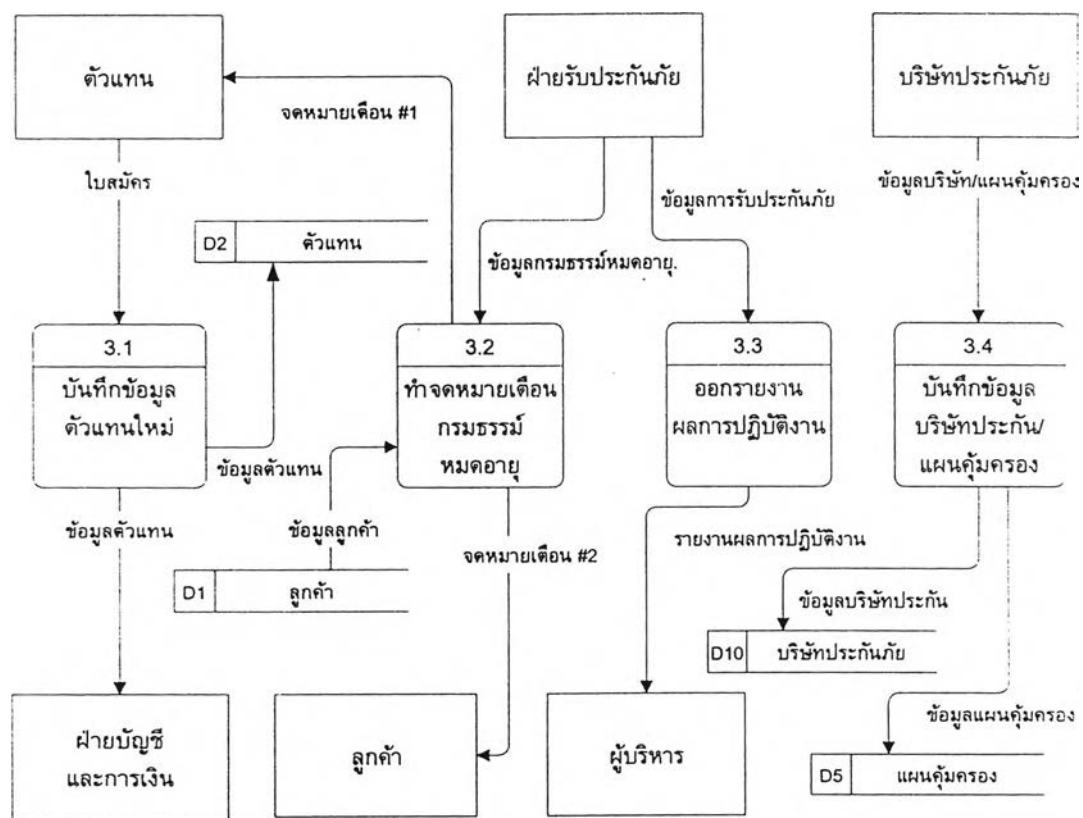 ตัวแทน
ฝ่ายรับประกันภัย
บริษัทประกันภัย
จดหมายเตือน #1
ใบสมัคร
ข้อมูลบริษัท/แผนคุ้มครอง
ข้อมูลการรับประกันภัย
D2 ตัวแทน
ข้อมูลกรมธรรม์หมดอายุ.
3.1
บันทึกข้อมูล
ตัวแทนใหม่
3.2
ทำจดหมายเตือน
กรมธรรม์
หมดอายุ
3.3
ออกรายงาน
ผลการปฏิบัติงาน
3.4
บันทึกข้อมูล
บริษัทประกัน/
แผนคุ้มครอง
ข้อมูลตัวแทน
ข้อมูลตัวแทน
ข้อมูลลูกค้า
จดหมายเตือน #2
รายงานผลการปฏิบัติงาน
D1 ลูกค้า
ข้อมูลบริษัทประกัน
D10 บริษัทประกันภัย
ข้อมูลแผนคุ้มครอง
ฝ่ายบัญชี
และการเงิน
ลูกค้า
ผู้บริหาร
D5 แผนคุ้มครอง